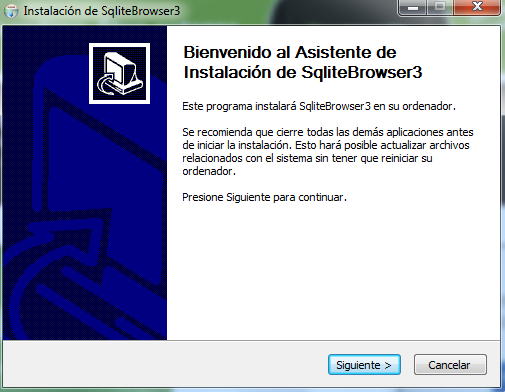 Instalación de SqliteBrowser3
Bienvenido al Asistente de
Instalación de SqliteBrowser3
Este programa instalará SqliteBrowser3 en su ordenador.
Se recomienda que cierre todas las demás aplicaciones antes
de iniciar la instalación. Esto hará posible actualizar archivos
relacionados con el sistema sin tener que reiniciar su
ordenador.
Presione Siguiente para continuar.
Siguiente >
Cancelar